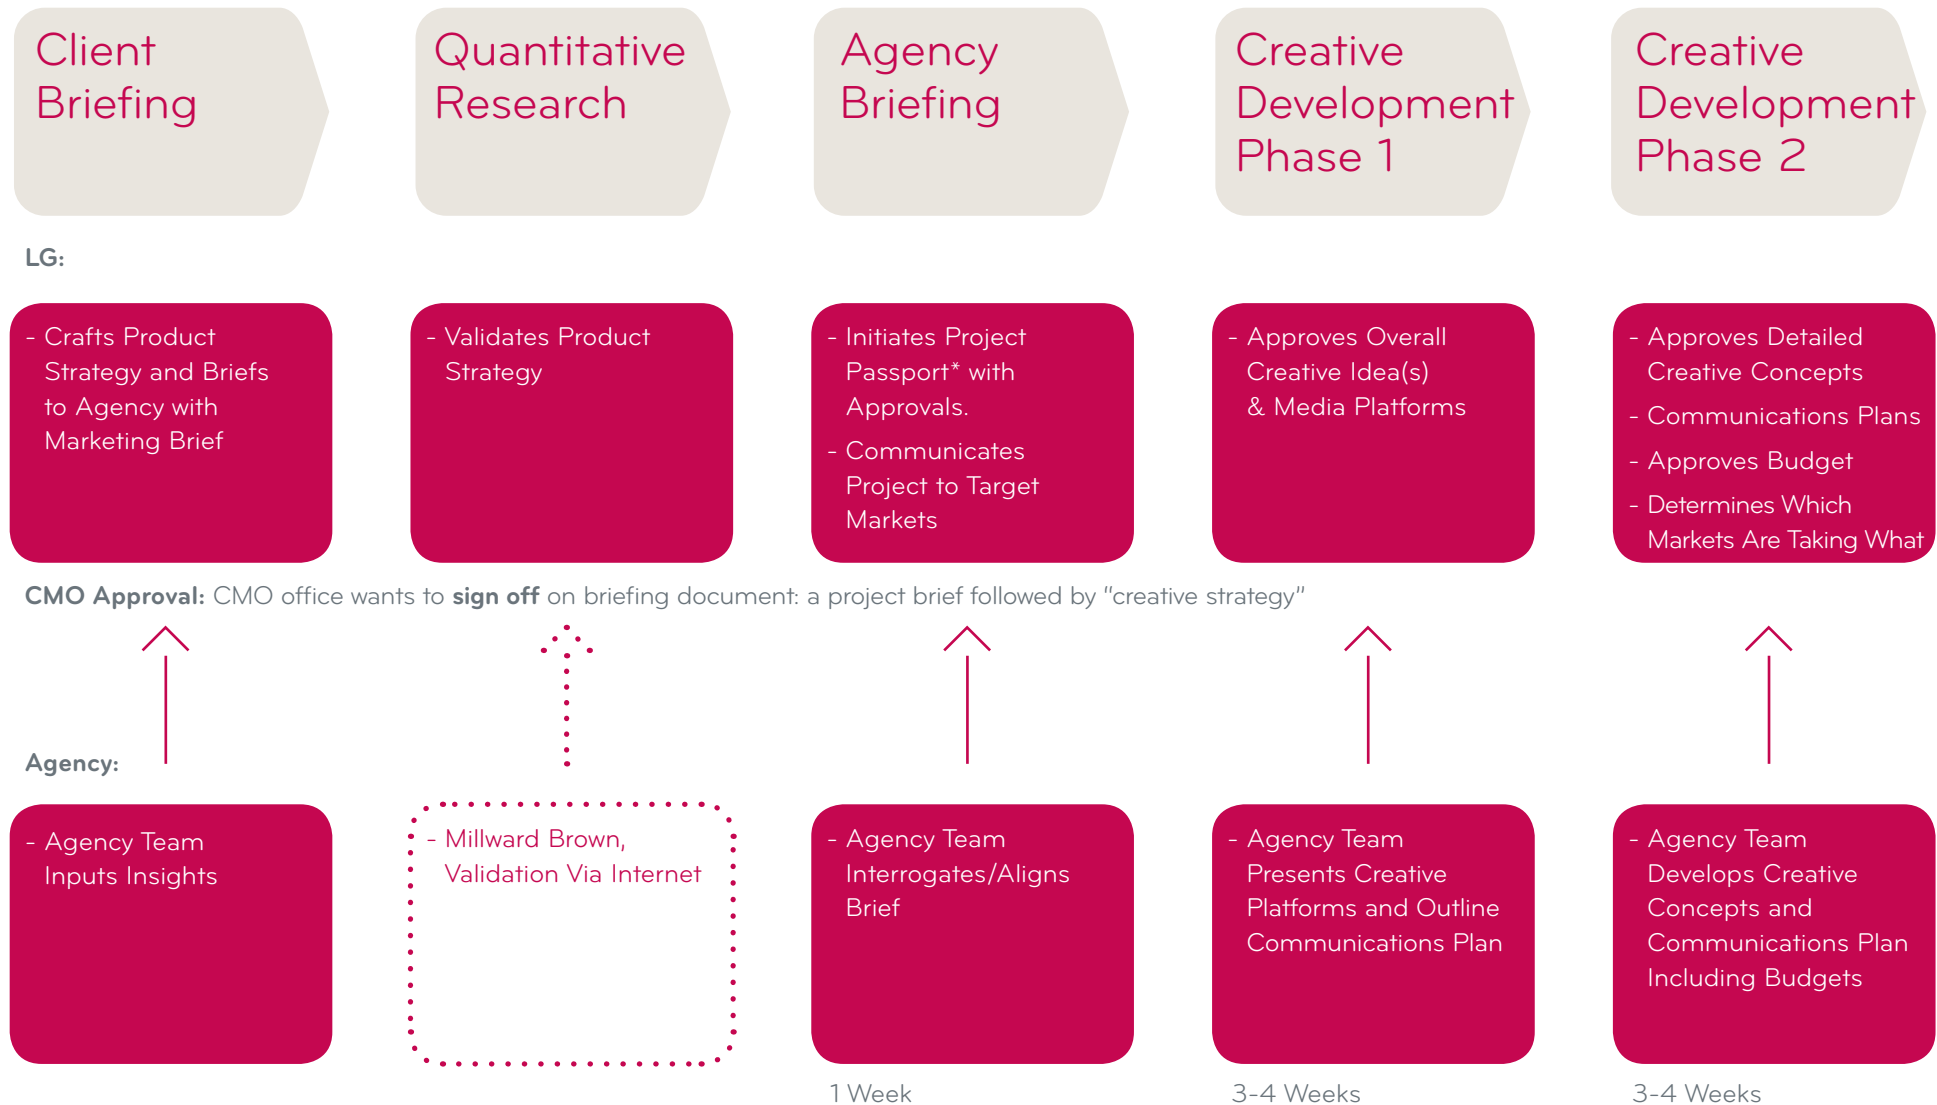 Client
Briefing
Quantitative
Research
Agency
Briefing
Creative
Development
Phase 1
Creative
Development
Phase 2
LG:
- Crafts Product
Strategy and Briefs
to Agency with
Marketing Brief
- Validates Product
Strategy
- Initiates Project
Passport* with
Approvals.
- Communicates
Project to Target
Markets
- Approves Overall
Creative Idea(s)
& Media Platforms
- Approves Detailed
Creative Concepts
- Communications Plans
- Approves Budget
- Determines Which
Markets Are Taking What
CMO Approval: CMO office wants to sign off on briefing document: a project brief followed by "creative strategy"
Agency:
- Agency Team
Inputs Insights
- Millward Brown,
Validation Via Internet
- Agency Team
Interrogates/Aligns
Brief
- Agency Team
Presents Creative
Platforms and Outline
Communications Plan
- Agency Team
Develops Creative
Concepts and
Communications Plan
Including Budgets
1 Week
3-4 Weeks
3-4 Weeks